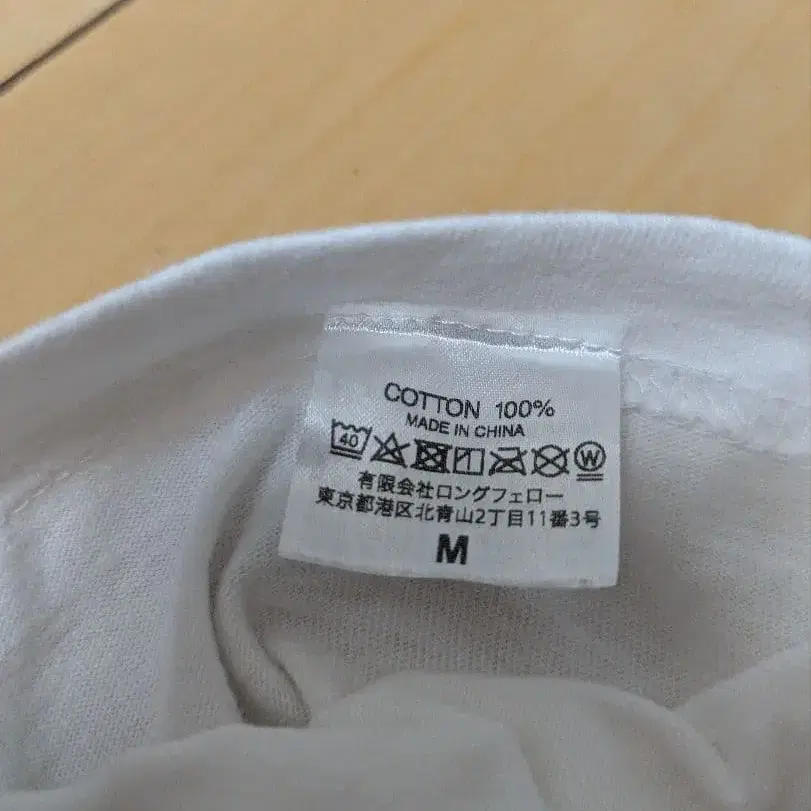 COTTON 100%
MADE IN CHINA
40 W
有限会社ロングフェロー
東京都港区北青山2丁目11番3号
M